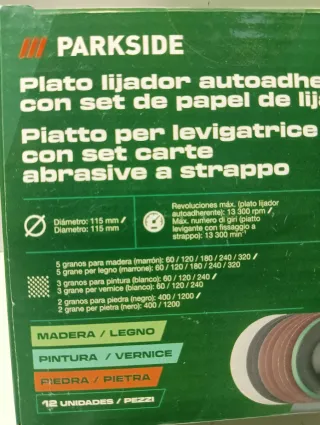 PARKSIDE
Plato lijador autoadhe
con set de papel de lija
Piatto per levigatrice
con set carte
abrasive a strappo
Diámetro: 115 mm /
Diametro: 115 mm
Revoluciones máx. (plato lijador
autoadherente): 13 300 rpm /
Máx. numero di giri (piatto
levigante con fissaggio a
strappo): 13 300 min⁻¹
5 granos para madera (marrón): 60 / 120 / 180 / 240 / 320 /
5 grane per legno (marrone): 60 / 120 / 180 / 240 / 320
3 granos para pintura (blanco): 60 / 120 / 240 /
3 grane per vernice (bianco): 60 / 120 / 240
2 granos para piedra (negro): 400 / 1200 /
2 grane per pietra (nero): 400 / 1200
MADERA / LEGNO
PINTURA / VERNICE
PIEDRA / PIETRA
12 UNIDADES / PEZZI